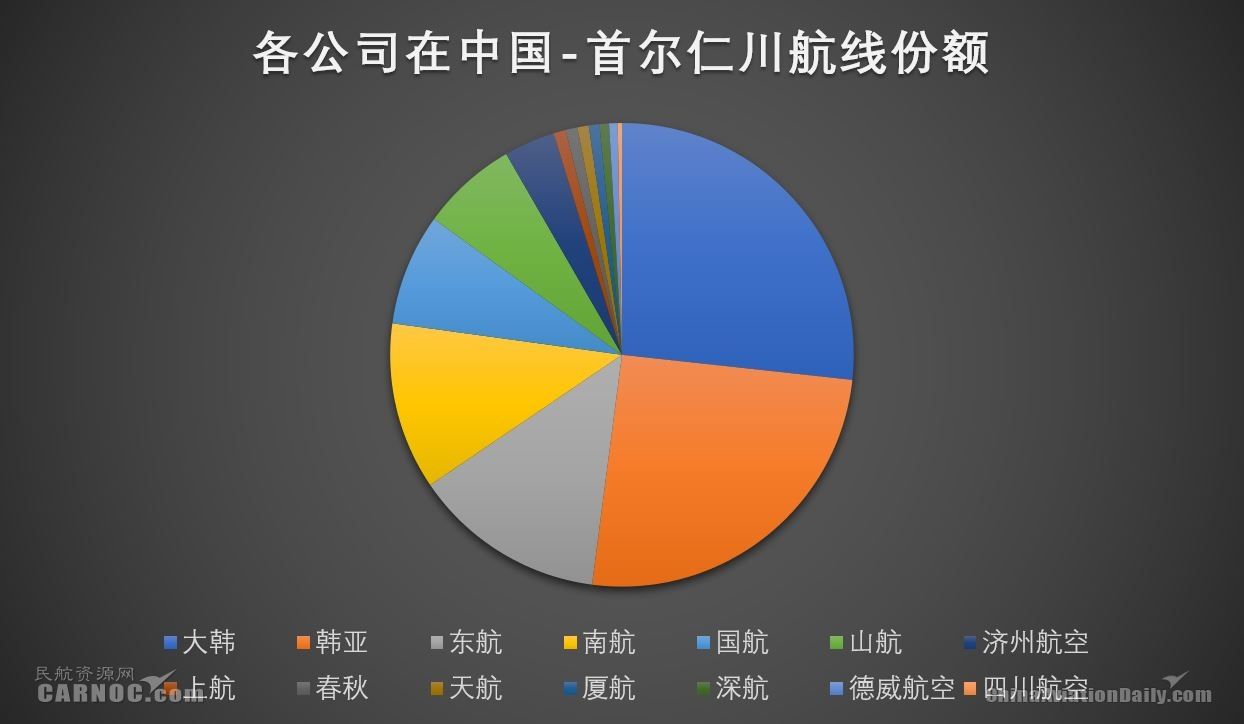 各公司在中国-首尔仁川航线份额
大韩 韩亚 东航 南航 国航 山航 济州航空
上航 春秋 天航 厦航 深航 德威航空 四川航空
民航资源网
CARNOC.com
ChinaAviationDaily.com